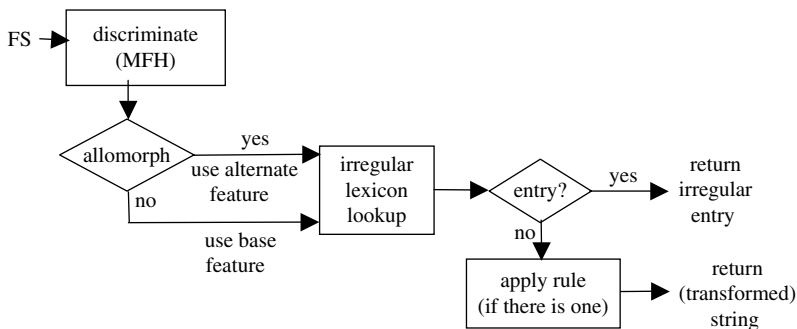 FS
discriminate
(MFH)
allomorph
yes
use alternate
feature
no
use base
feature
irregular
lexicon
lookup
entry?
yes
return
irregular
entry
no
apply rule
(if there is one)
return
(transformed)
string